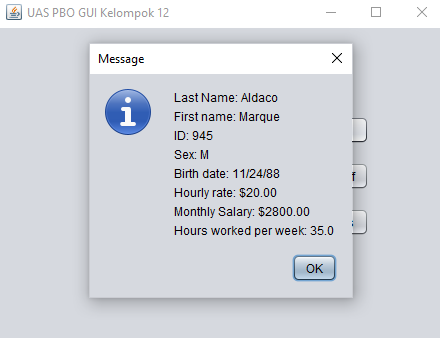 UAS PBO GUI Kelompok 12
Message
Last Name: Aldaco
First name: Marque
ID: 945
Sex: M
Birth date: 11/24/88
Hourly rate: $20.00
Monthly Salary: $2800.00
Hours worked per week: 35.0
OK